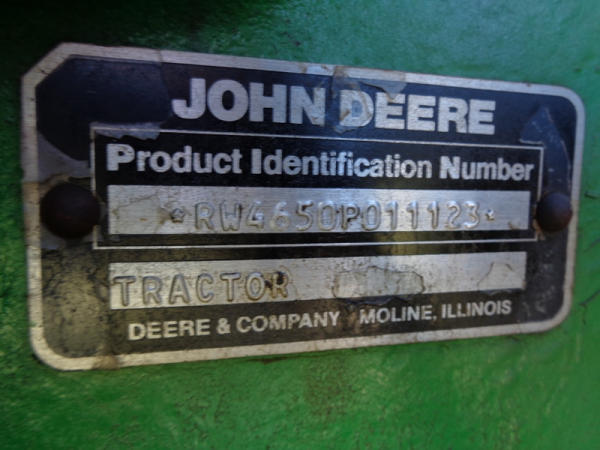 JOHN DEERE
Product Identification Number
*RW4650P011123*
TRACTOR
DEERE & COMPANY MOLINE, ILLINOIS